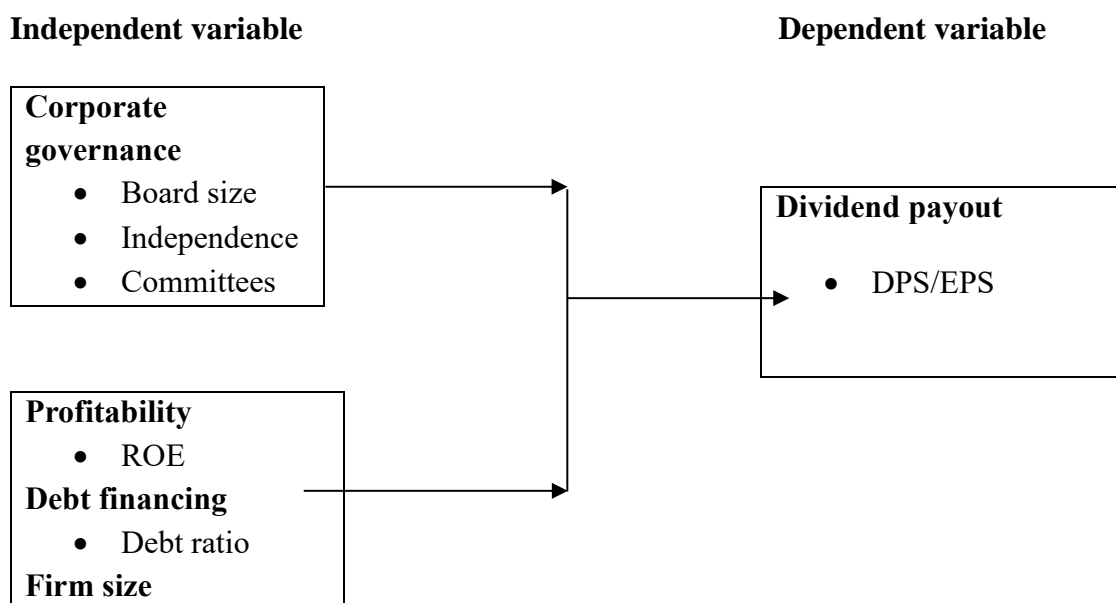 Independent variable
Dependent variable
Corporate
governance
• Board size
• Independence
• Committees
Dividend payout
• DPS/EPS
Profitability
• ROE
Debt financing
• Debt ratio
Firm size